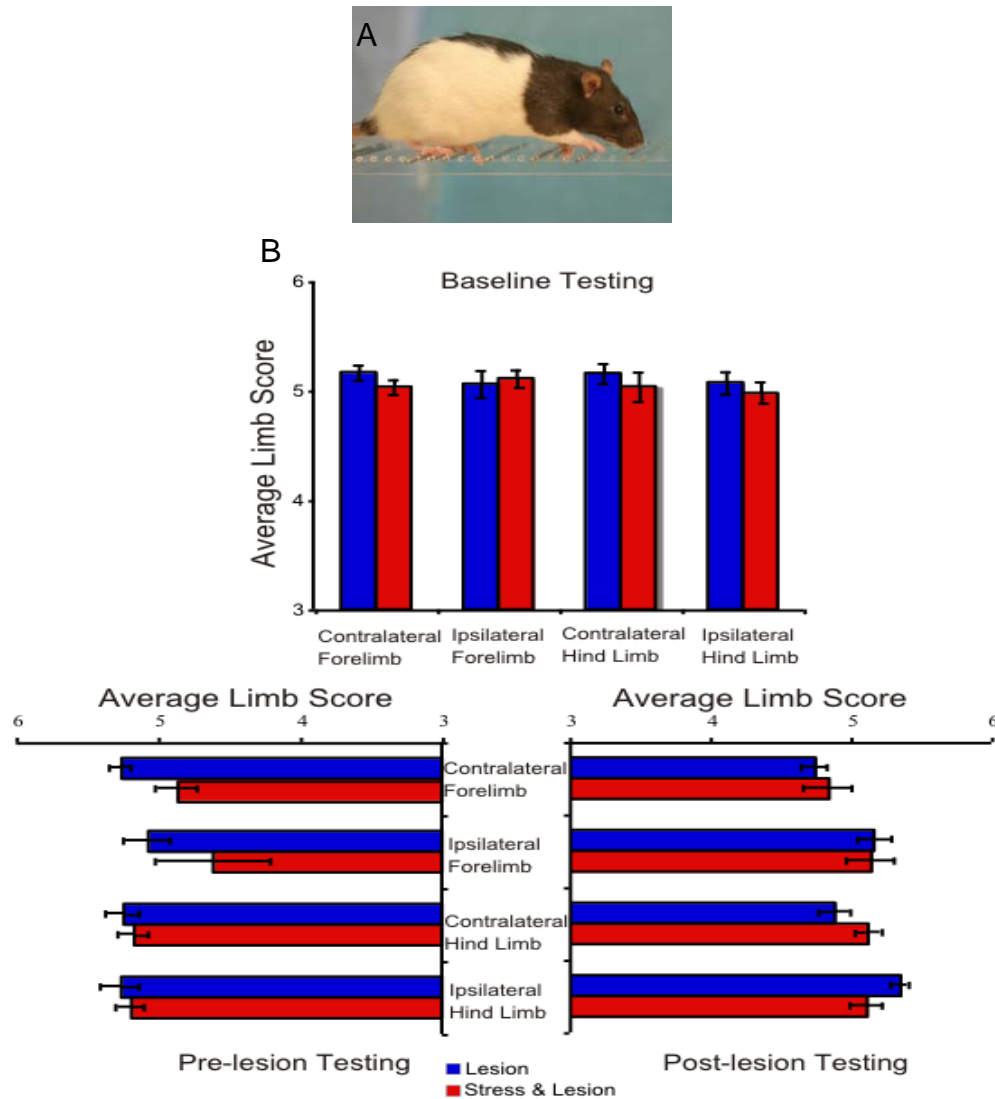 A
B
Baseline Testing
Average Limb Score
6
5
4
3
Contralateral
Forelimb
Ipsilateral
Forelimb
Contralateral
Hind Limb
Ipsilateral
Hind Limb
Average Limb Score
6 5 4 3
Average Limb Score
3 4 5 6
Contralateral
Forelimb
Ipsilateral
Forelimb
Contralateral
Hind Limb
Ipsilateral
Hind Limb
Pre-lesion Testing
Post-lesion Testing
Lesion
Stress & Lesion